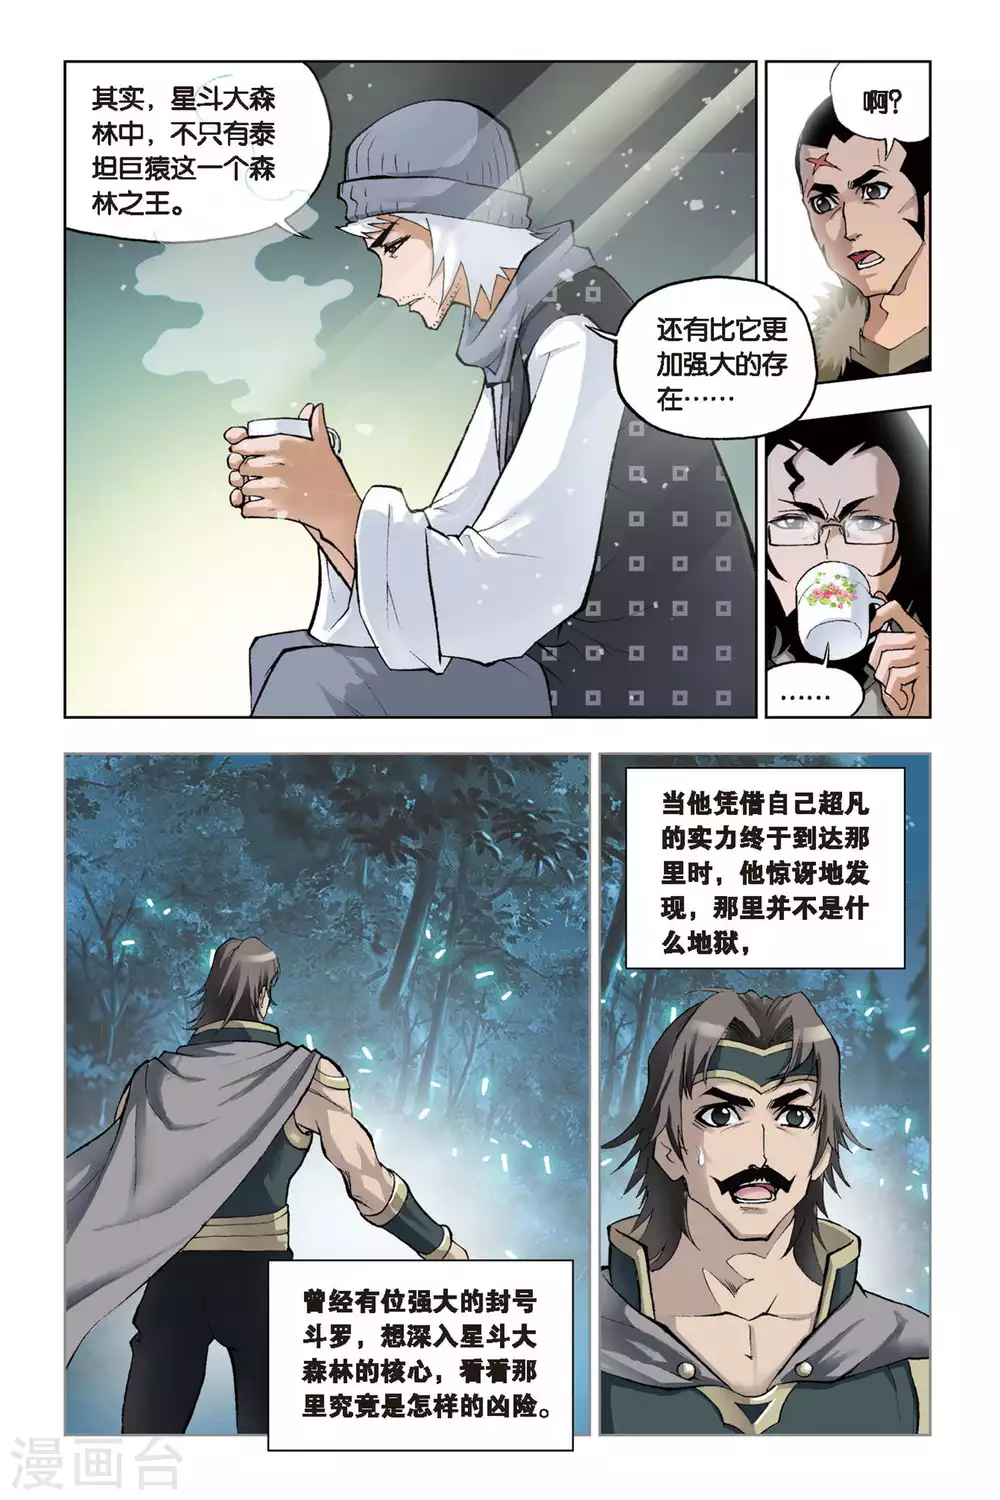 其实，星斗大森
林中，不只有泰
坦巨猿这一个森
林之王。
啊？
还有比它更
加强大的存
在……
……
曾经有位强大的封号
斗罗，想深入星斗大
森林的核心，看看那
里究竟是怎样的凶险。
当他凭借自己超凡
的实力终于到达那
里时，他惊讶地发
现，那里并不是什
么地狱，
漫画台